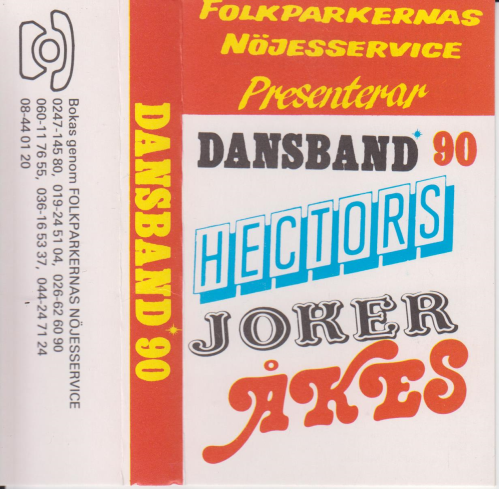 FOLKPARKERNAS
NÖJESSERVICE
Presenterar
DANSBAND 90
HECTORS
JOKER
ÅKES
DANSBAND 90
Bokas genom FOLKPARKERNAS NÖJESSERVICE
0247-145 80, 019-24 51 04, 026-62 60 90
060-11 76 55, 036-16 53 37, 044-24 71 24
08-44 01 20